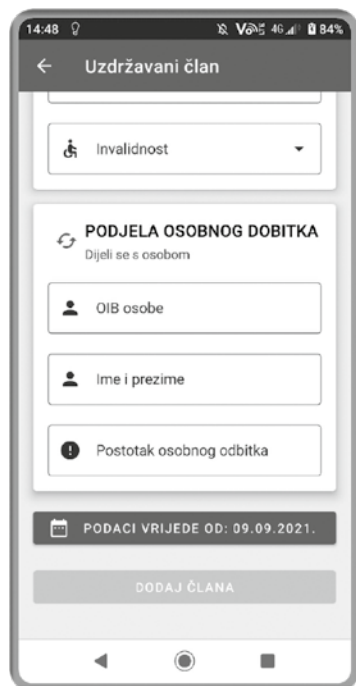 14:48 4G 84%
Uzdržavani član
Invalidnost
PODJELA OSOBNOG DOBITKA
Dijeli se s osobom
OIB osobe
Ime i prezime
Postotak osobnog odbitka
PODACI VRIJEDE OD: 09.09.2021.
DODAJ ČLANA